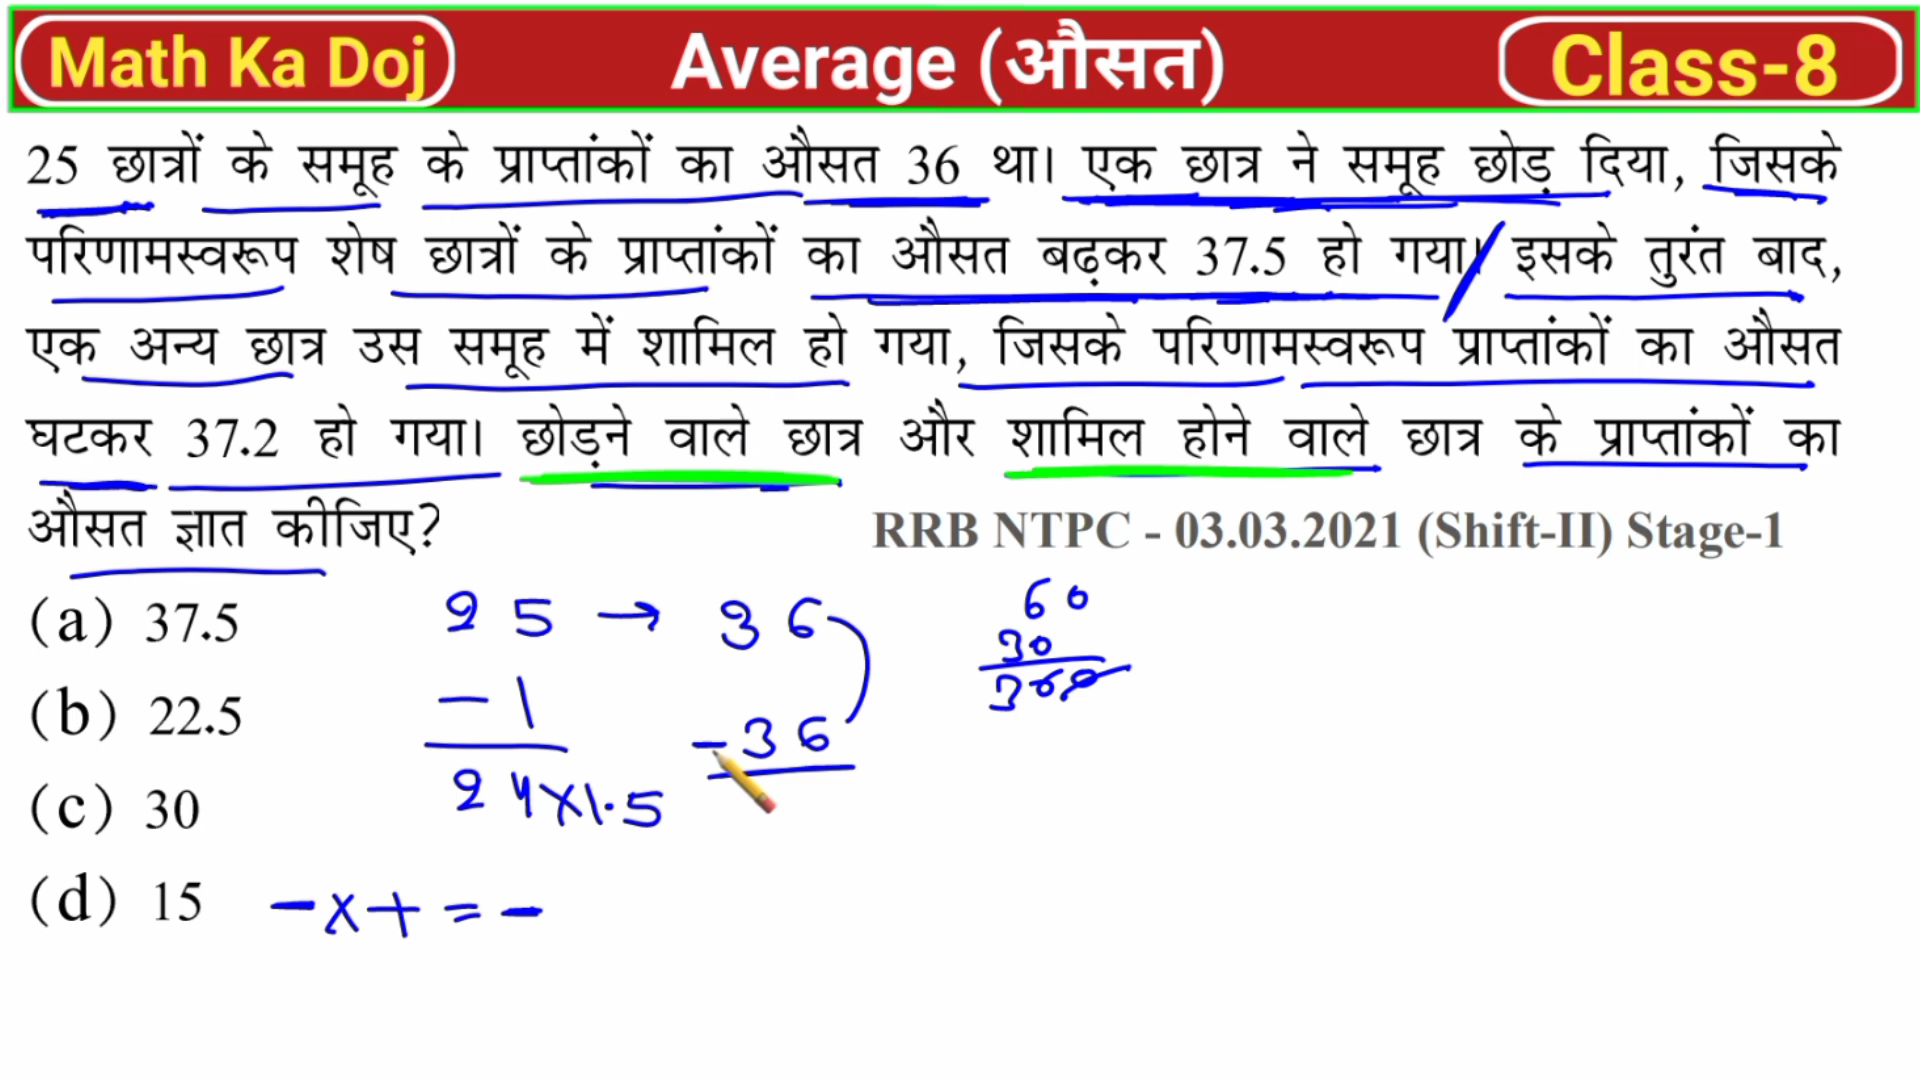 Math Ka Doj
Average (औसत)
Class-8
25 छात्रों के समूह के प्राप्तांकों का औसत 36 था। एक छात्र ने समूह छोड़ दिया, जिसके
परिणामस्वरूप शेष छात्रों के प्राप्तांकों का औसत बढ़कर 37.5 हो गया। इसके तुरंत बाद,
एक अन्य छात्र उस समूह में शामिल हो गया, जिसके परिणामस्वरूप प्राप्तांकों का औसत
घटकर 37.2 हो गया। छोड़ने वाले छात्र और शामिल होने वाले छात्र के प्राप्तांकों का
औसत ज्ञात कीजिए?
RRB NTPC - 03.03.2021 (Shift-II) Stage-1
(a) 37.5
(b) 22.5
(c) 30
(d) 15
25 → 36
- 1
24×1.5
-36
60
30
360
- × + = -